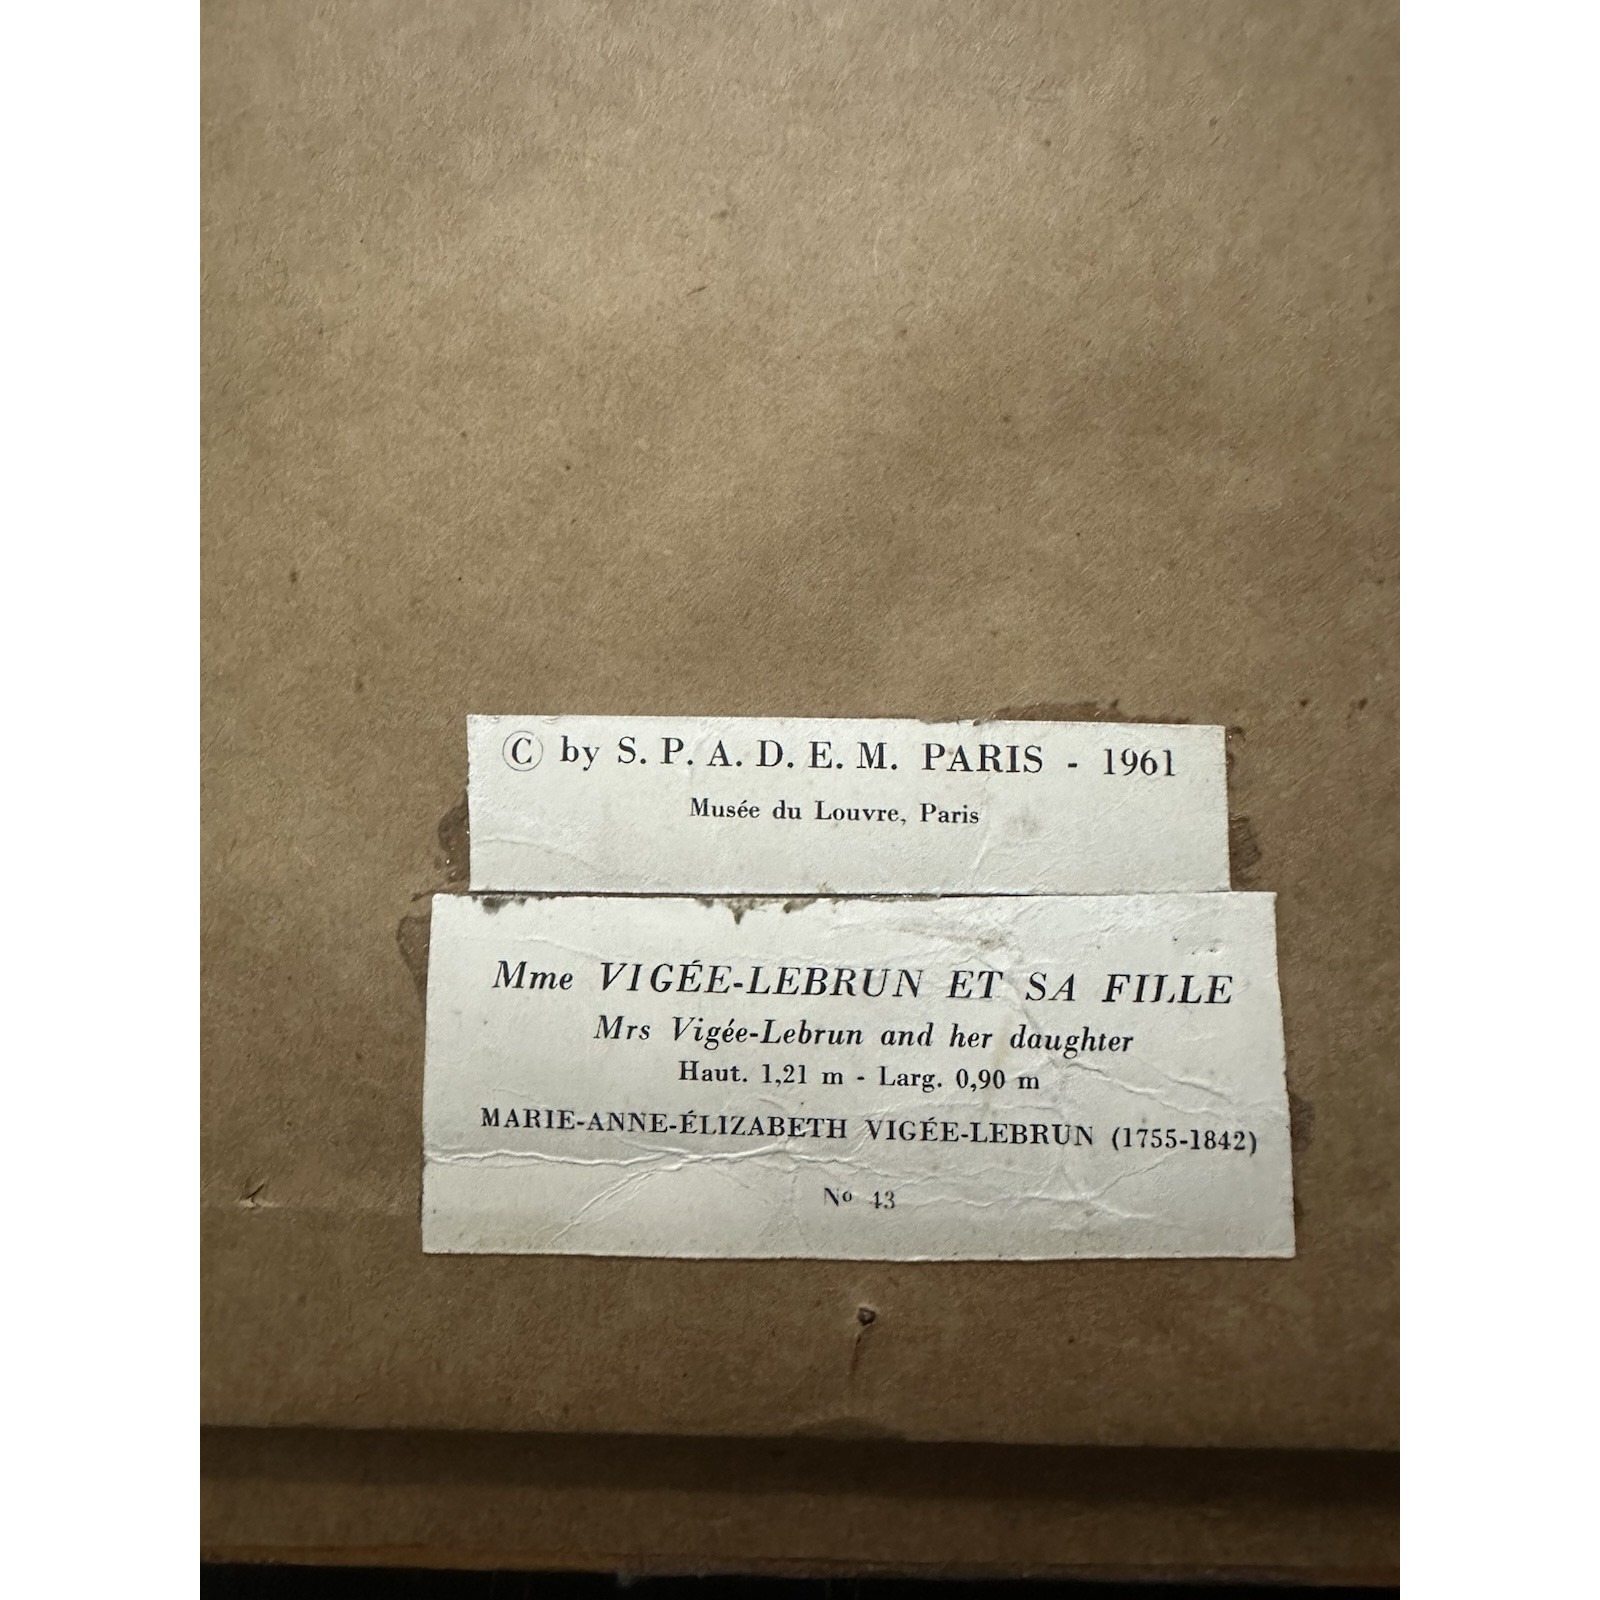 © by S. P. A. D. E. M. PARIS - 1961
Musée du Louvre, Paris
Mme VIGÉE-LEBRUN ET SA FILLE
Mrs Vigée-Lebrun and her daughter
Haut. 1,21 m - Larg. 0,90 m
MARIE-ANNE-ÉLIZABETH VIGÉE-LEBRUN (1755-1842)
Nº 43